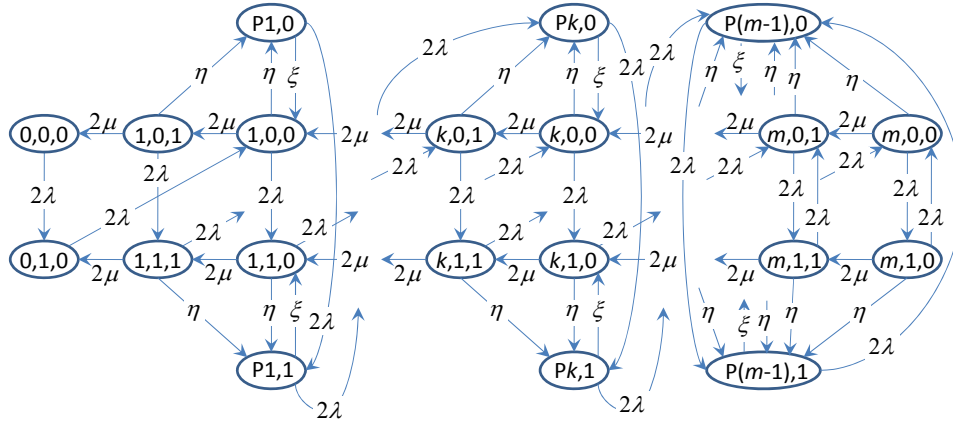 P1,0 Pk,0 P(m-1),0
2λ 2λ 2λ 2λ
η η ξ η η ξ η ξ η η η
2μ 2μ 2μ 2μ 2μ 2μ 2μ 2μ
0,0,0 1,0,1 1,0,0 k,0,1 k,0,0 m,0,1 m,0,0
2λ 2λ 2λ 2λ 2λ
2λ 2λ 2λ 2λ 2λ 2λ 2λ
2λ 2λ 2λ 2λ 2λ 2λ
0,1,0 1,1,1 1,1,0 k,1,1 k,1,0 m,1,1 m,1,0
2μ 2μ 2μ 2μ 2μ 2μ 2μ 2μ
η η ξ 2λ η η ξ η ξ η η η
2λ
P1,1 Pk,1 P(m-1),1
2λ 2λ